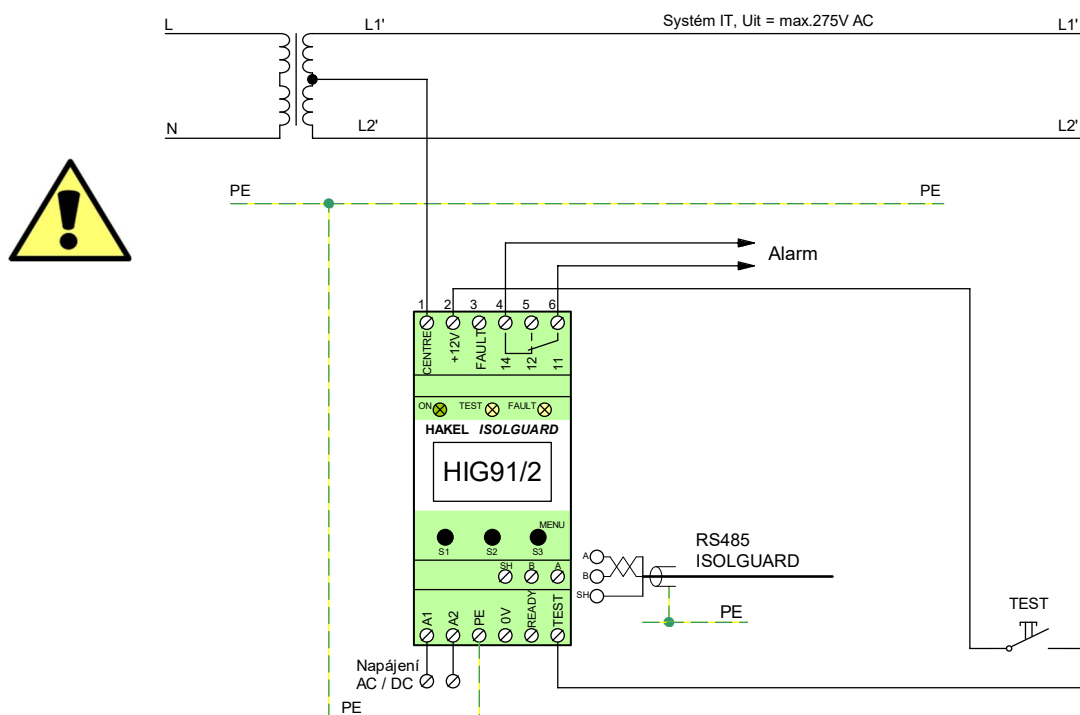 L
L1'
Systém IT, Uit = max.275V AC
L1'
N
L2'
L2'
PE
PE
Alarm
1 2 3 4 5 6
CENTRE
+12V
FAULT
14
12
11
ON TEST FAULT
HAKEL ISOLGUARD
HIG91/2
MENU
S1 S2 S3
SH B A
A
B
SH
RS485
ISOLGUARD
PE
TEST
A1
A2
PE
0V
READY
TEST
Napájení
AC / DC
PE